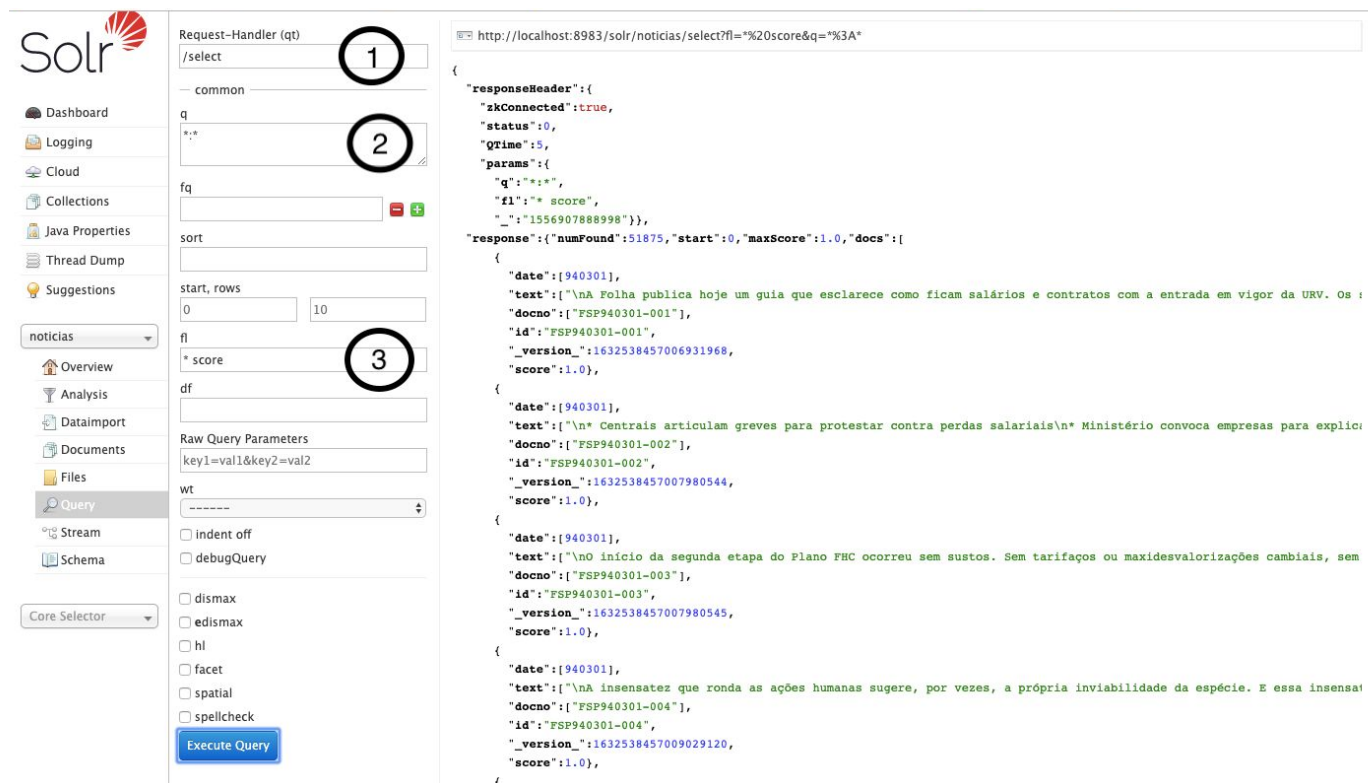 Solr
Dashboard
Logging
Cloud
Collections
Java Properties
Thread Dump
Suggestions
noticias
Overview
Analysis
Dataimport
Documents
Files
Query
Stream
Schema
Core Selector
Request-Handler (qt)
/select
1
common
q
*:*
2
fq
sort
start, rows
0 10
fl
* score
3
df
Raw Query Parameters
key1=val1&key2=val2
wt
------
indent off
debugQuery
dismax
edismax
hl
facet
spatial
spellcheck
Execute Query
http://localhost:8983/solr/noticias/select?fl=*%20score&q=*%3A*
{
"responseHeader":{
"zkConnected":true,
"status":0,
"QTime":5,
"params":{
"q":"*:*",
"fl":"* score",
"_":"1556907888998"}},
"response":{"numFound":51875,"start":0,"maxScore":1.0,"docs":[
{
"date":[940301],
"text":["\nA Folha publica hoje um guia que esclarece como ficam salários e contratos com a entrada em vigor da URV. Os s
"docno":["FSP940301-001"],
"id":"FSP940301-001",
"_version_":1632538457006931968,
"score":1.0},
{
"date":[940301],
"text":["\n* Centrais articulam greves para protestar contra perdas salariais\n* Ministério convoca empresas para explica
"docno":["FSP940301-002"],
"id":"FSP940301-002",
"_version_":1632538457007980544,
"score":1.0},
{
"date":[940301],
"text":["\nO início da segunda etapa do Plano FHC ocorreu sem sustos. Sem tarifaços ou maxidesvalorizações cambiais, sem
"docno":["FSP940301-003"],
"id":"FSP940301-003",
"_version_":1632538457007980545,
"score":1.0},
{
"date":[940301],
"text":["\nA insensatez que ronda as ações humanas sugere, por vezes, a própria inviabilidade da espécie. E essa insensat
"docno":["FSP940301-004"],
"id":"FSP940301-004",
"_version_":1632538457009029120,
"score":1.0},
{